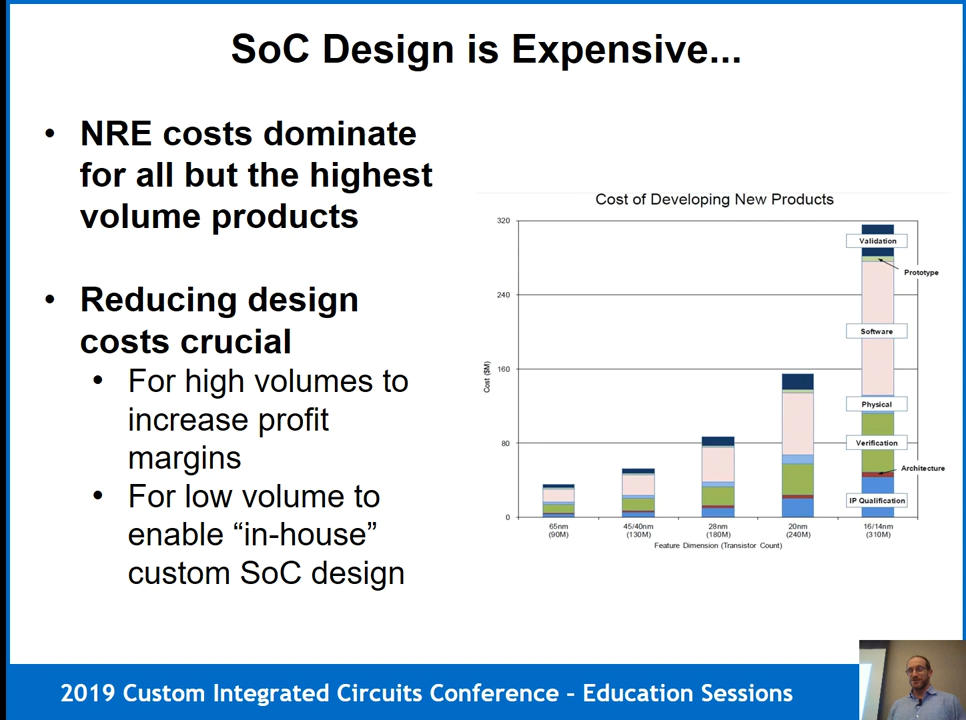 SoC Design is Expensive...
• NRE costs dominate
for all but the highest
volume products
• Reducing design
costs crucial
• For high volumes to
increase profit
margins
• For low volume to
enable “in-house”
custom SoC design
Cost of Developing New Products
Cost ($M)
320
240
160
80
0
Validation
Prototype
Software
Physical
Verification
Architecture
IP Qualification
65nm
(90M)
45/40nm
(130M)
28nm
(180M)
20nm
(240M)
16/14nm
(310M)
Feature Dimension (Transistor Count)
2019 Custom Integrated Circuits Conference - Education Sessions